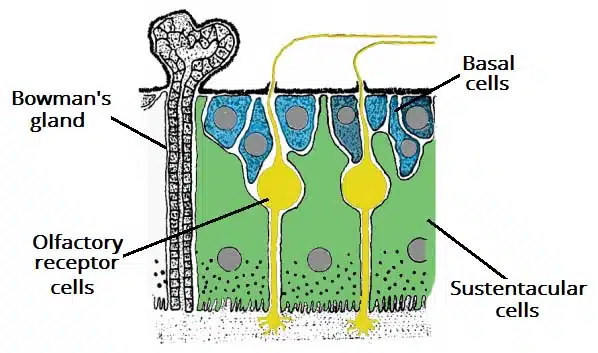 Bowman's
gland
Basal
cells
Olfactory
receptor
cells
Sustentacular
cells